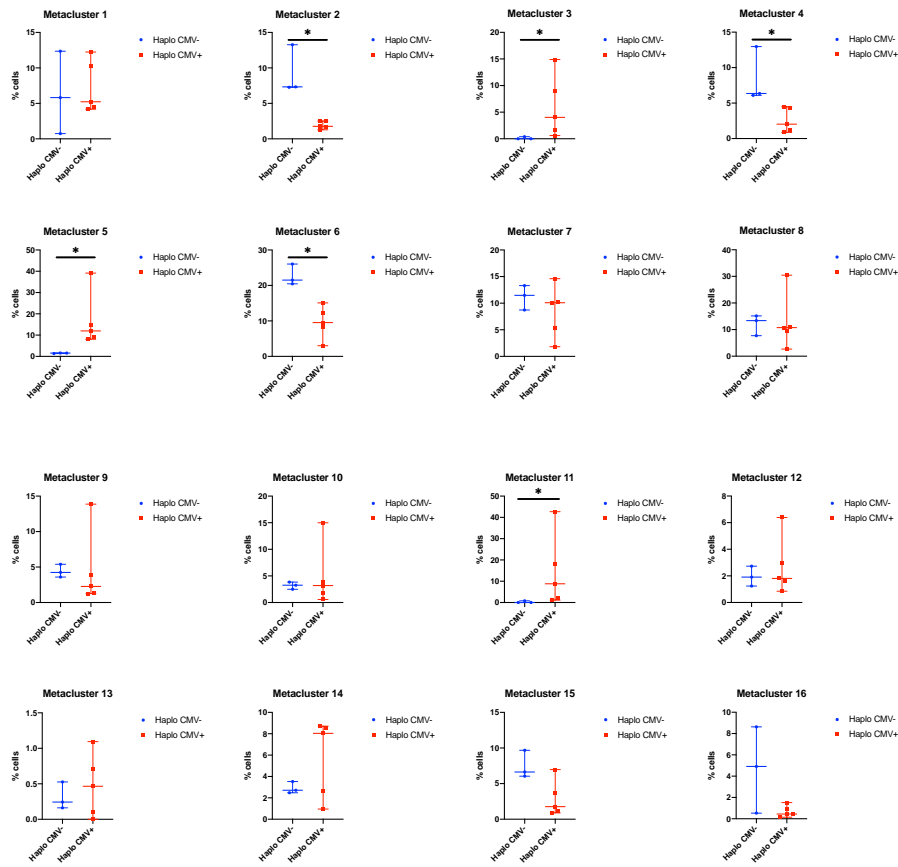 Metacluster 1
15
10
5
0
% cells
Haplo CMV-
Haplo CMV+
Haplo CMV-
Haplo CMV+
Metacluster 2
*
15
10
5
0
% cells
Haplo CMV-
Haplo CMV+
Haplo CMV-
Haplo CMV+
Metacluster 3
*
20
15
10
5
0
% cells
Haplo CMV-
Haplo CMV+
Haplo CMV-
Haplo CMV+
Metacluster 4
*
20
15
10
5
0
% cells
Haplo CMV-
Haplo CMV+
Haplo CMV-
Haplo CMV+
Metacluster 5
*
50
40
30
20
10
0
% cells
Haplo CMV-
Haplo CMV+
Haplo CMV-
Haplo CMV+
Metacluster 6
*
30
20
10
0
% cells
Haplo CMV-
Haplo CMV+
Haplo CMV-
Haplo CMV+
Metacluster 7
20
15
10
5
0
% cells
Haplo CMV-
Haplo CMV+
Haplo CMV-
Haplo CMV+
Metacluster 8
40
30
20
10
0
% cells
Haplo CMV-
Haplo CMV+
Haplo CMV-
Haplo CMV+
Metacluster 9
15
10
5
0
% cells
Haplo CMV-
Haplo CMV+
Haplo CMV-
Haplo CMV+
Metacluster 10
20
15
10
5
0
% cells
Haplo CMV-
Haplo CMV+
Haplo CMV-
Haplo CMV+
Metacluster 11
*
50
40
30
20
10
0
% cells
Haplo CMV-
Haplo CMV+
Haplo CMV-
Haplo CMV+
Metacluster 12
8
6
4
2
0
% cells
Haplo CMV-
Haplo CMV+
Haplo CMV-
Haplo CMV+
Metacluster 13
1.5
1.0
0.5
0.0
% cells
Haplo CMV-
Haplo CMV+
Haplo CMV-
Haplo CMV+
Metacluster 14
10
8
6
4
2
0
% cells
Haplo CMV-
Haplo CMV+
Haplo CMV-
Haplo CMV+
Metacluster 15
15
10
5
0
% cells
Haplo CMV-
Haplo CMV+
Haplo CMV-
Haplo CMV+
Metacluster 16
10
8
6
4
2
0
% cells
Haplo CMV-
Haplo CMV+
Haplo CMV-
Haplo CMV+